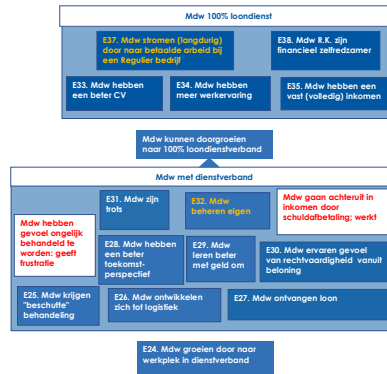 Mdw 100% loondienst
E37. Mdw stromen (langdurig)
door naar betaalde arbeid bij
een Regulier bedrijf
E38. Mdw R.K. zijn
financieel zelfredzamer
E33. Mdw hebben
een beter CV
E34. Mdw hebben
meer werkervaring
E35. Mdw hebben een
vast (volledig) inkomen
Mdw kunnen doorgroeien
naar 100% loondienstverband
Mdw met dienstverband
E31. Mdw zijn
trots
E32. Mdw
beheren eigen
Mdw gaan achteruit in
inkomen door
schuldafbetaling; werkt
Mdw hebben
gevoel ongelijk
behandeld te
worden: geeft
frustratie
E28. Mdw hebben
een beter
toekomst-
perspectief
E29. Mdw
leren beter
met geld om
E30. Mdw ervaren gevoel
van rechtvaardigheid vanuit
beloning
E25. Mdw krijgen
"beschutte"
behandeling
E26. Mdw ontwikkelen
zich tot logistiek
E27. Mdw ontvangen loon
E24. Mdw groeien door naar
werkplek in dienstverband